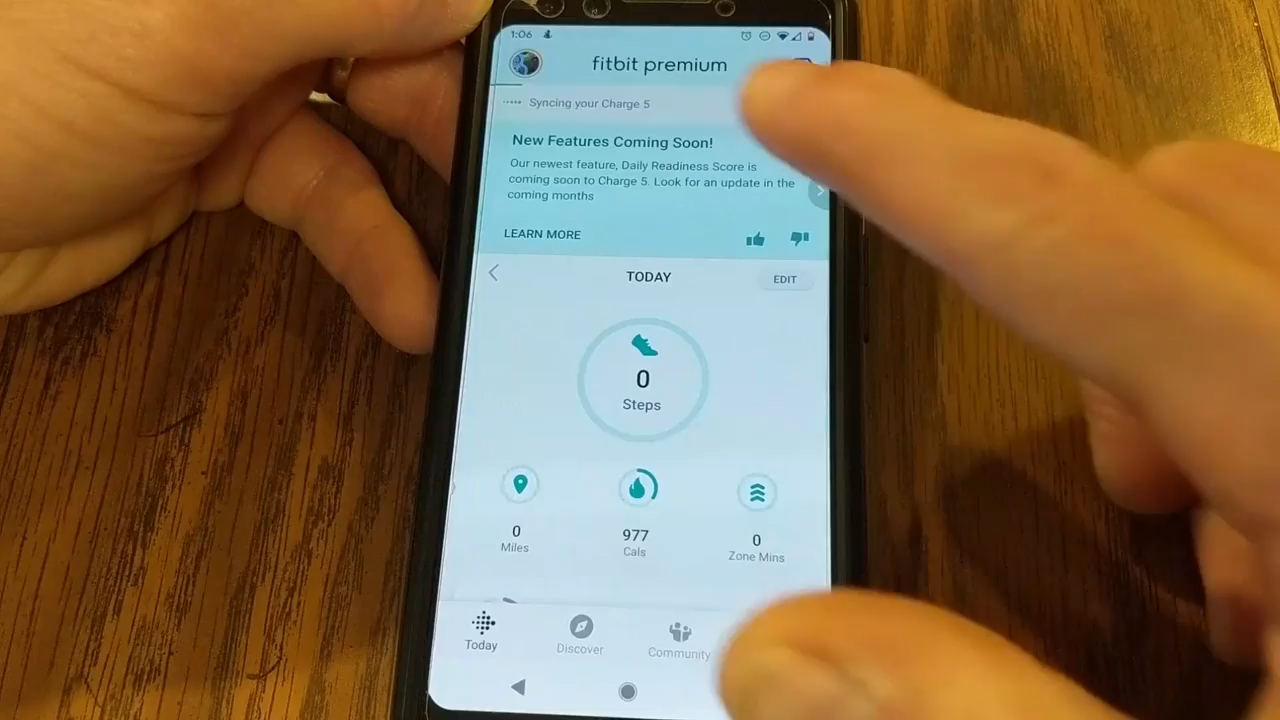 1:06
fitbit premium
Syncing your Charge 5
New Features Coming Soon!
Our newest feature, Daily Readiness Score is
coming soon to Charge 5. Look for an update in the
coming months
LEARN MORE
TODAY
EDIT
0
Steps
0
Miles
977
Cals
0
Zone Mins
Today
Discover
Community